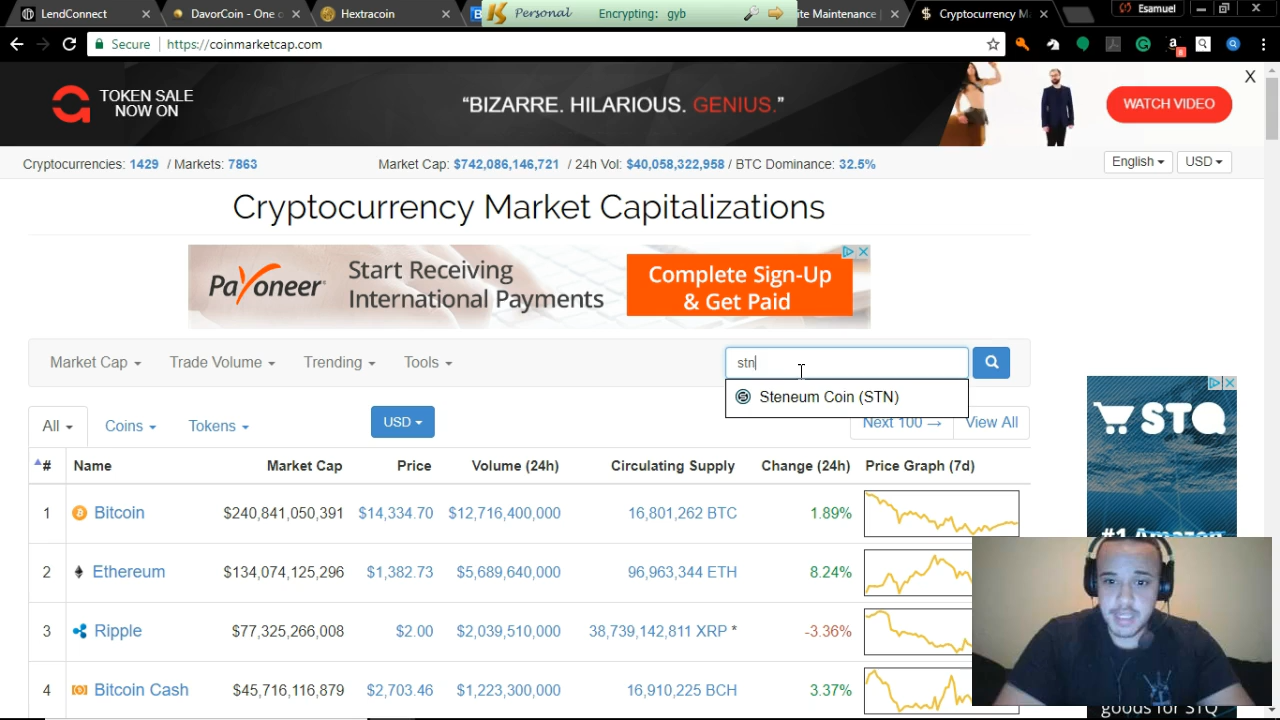 LendConnect
DavorCoin - One o
Hextracoin
B
Personal
Encrypting: gyb
ite Maintenance
Cryptocurrency M
Esamuel
Secure
https://coinmarketcap.com
TOKEN SALE
NOW ON
"BIZARRE. HILARIOUS. GENIUS."
WATCH VIDEO
X
Cryptocurrencies: 1429 / Markets: 7863
Market Cap: $742,086,146,721 / 24h Vol: $40,058,322,958 / BTC Dominance: 32.5%
English
USD
Cryptocurrency Market Capitalizations
Payoneer
Start Receiving
International Payments
Complete Sign-Up
& Get Paid
Market Cap
Trade Volume
Trending
Tools
stn
Steneum Coin (STN)
All
Coins
Tokens
USD
Next 100 →
View All
# Name Market Cap Price Volume (24h) Circulating Supply Change (24h) Price Graph (7d)
1 Bitcoin $240,841,050,391 $14,334.70 $12,716,400,000 16,801,262 BTC 1.89%
2 Ethereum $134,074,125,296 $1,382.73 $5,689,640,000 96,963,344 ETH 8.24%
3 Ripple $77,325,266,008 $2.00 $2,039,510,000 38,739,142,811 XRP * -3.36%
4 Bitcoin Cash $45,716,116,879 $2,703.46 $1,223,300,000 16,910,225 BCH 3.37%
STQ
#1 Amazon
goods for STQ